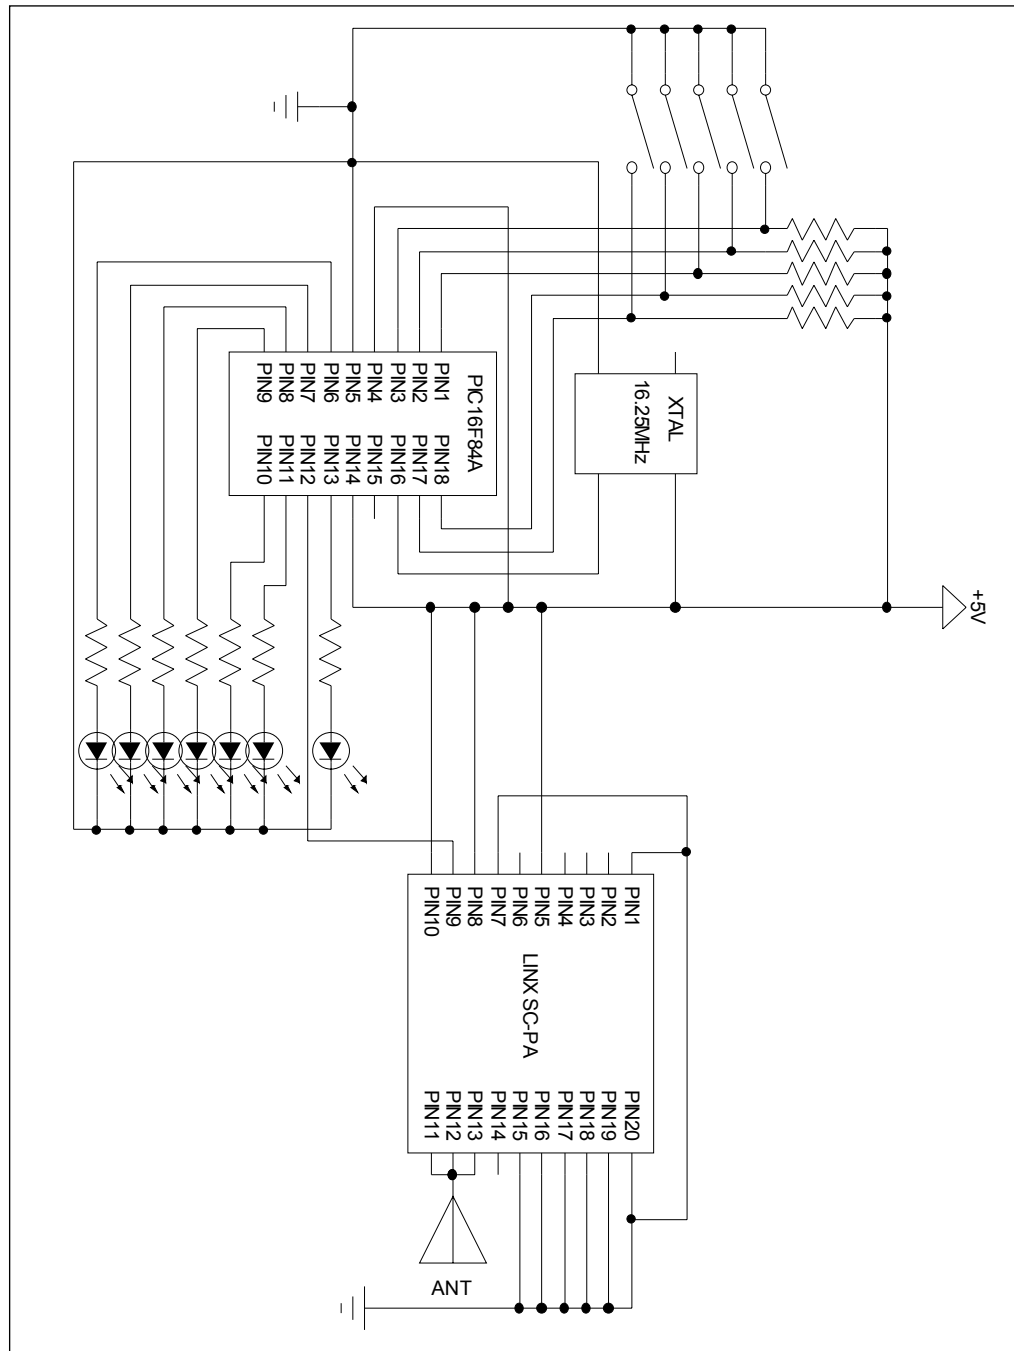 PIC16F84A
PIN1
PIN2
PIN3
PIN4
PIN5
PIN6
PIN7
PIN8
PIN9
PIN18
PIN17
PIN16
PIN15
PIN14
PIN13
PIN12
PIN11
PIN10
XTAL
16.25MHz
+5V
PIN1
PIN2
PIN3
PIN4
PIN5
PIN6
PIN7
PIN8
PIN9
PIN10
LINX SC-PA
PIN20
PIN19
PIN18
PIN17
PIN16
PIN15
PIN14
PIN13
PIN12
PIN11
ANT